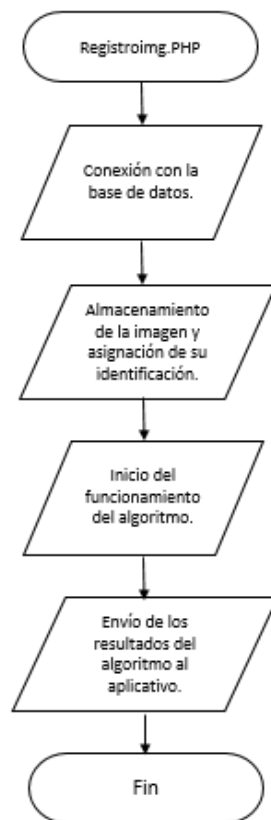 Registroimg.PHP
Conexión con la
base de datos.
Almacenamiento
de la imagen y
asignación de su
identificación.
Inicio del
funcionamiento
del algoritmo.
Envío de los
resultados del
algoritmo al
aplicativo.
Fin